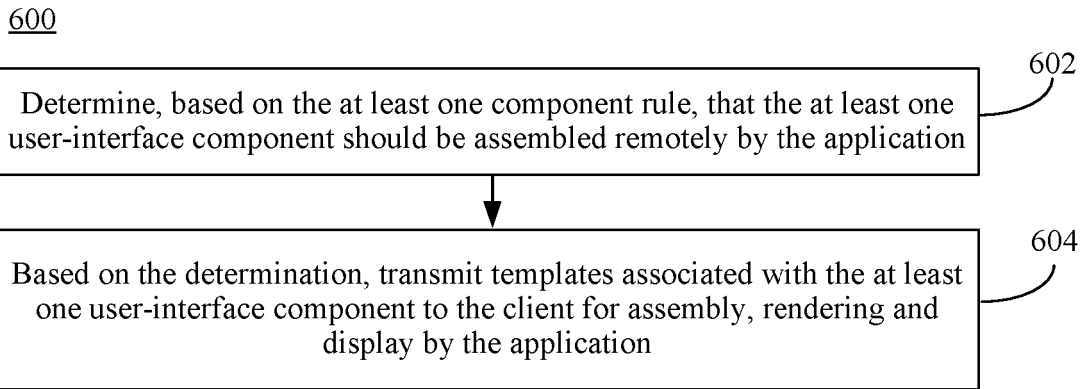 600
602
Determine, based on the at least one component rule, that the at least one
user-interface component should be assembled remotely by the application
604
Based on the determination, transmit templates associated with the at least
one user-interface component to the client for assembly, rendering and
display by the application